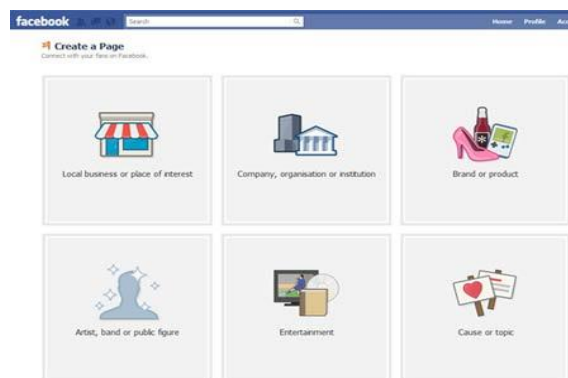 facebook Search Home Profile Acc
Create a Page
Connect with your fans on Facebook.
Local business or place of interest Company, organisation or institution Brand or product
Artist, band or public figure Entertainment Cause or topic